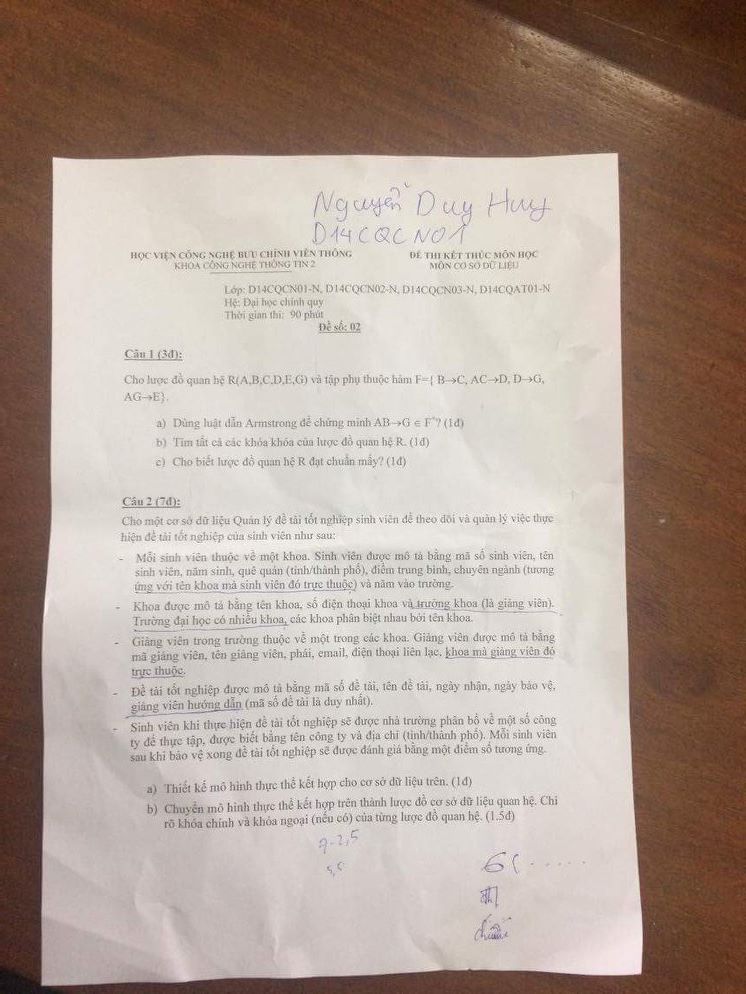 Nguyễn Duy Huy
D14CQCN01
HỌC VIỆN CÔNG NGHỆ BƯU CHÍNH VIỄN THÔNG
KHOA CÔNG NGHỆ THÔNG TIN 2
ĐỀ THI KẾT THÚC MÔN HỌC
MÔN CƠ SỞ DỮ LIỆU
Lớp: D14CQCN01-N, D14CQCN02-N, D14CQCN03-N, D14CQAT01-N
Hệ: Đại học chính quy
Thời gian thi: 90 phút
Đề số: 02
Câu 1 (3đ):
Cho lược đồ quan hệ R(A,B,C,D,E,G) và tập phụ thuộc hàm F={ B→C, AC→D, D→G,
AG→E}.
a) Dùng luật dẫn Armstrong để chứng minh AB→G ∈ F⁺? (1đ)
b) Tìm tất cả các khóa khóa của lược đồ quan hệ R. (1đ)
c) Cho biết lược đồ quan hệ R đạt chuẩn mấy? (1đ)
Câu 2 (7đ):
Cho một cơ sở dữ liệu Quản lý đề tài tốt nghiệp sinh viên để theo dõi và quản lý việc thực
hiện đề tài tốt nghiệp của sinh viên như sau:
- Mỗi sinh viên thuộc về một khoa. Sinh viên được mô tả bằng mã số sinh viên, tên
sinh viên, năm sinh, quê quán (tỉnh/thành phố), điểm trung bình, chuyên ngành (tương
ứng với tên khoa mà sinh viên đó trực thuộc) và năm vào trường.
- Khoa được mô tả bằng tên khoa, số điện thoại khoa và trưởng khoa (là giảng viên).
Trường đại học có nhiều khoa, các khoa phân biệt nhau bởi tên khoa.
- Giảng viên trong trường thuộc về một trong các khoa. Giảng viên được mô tả bằng
mã giảng viên, tên giảng viên, phái, email, điện thoại liên lạc, khoa mà giảng viên đó
trực thuộc.
- Đề tài tốt nghiệp được mô tả bằng mã số đề tài, tên đề tài, ngày nhận, ngày bảo vệ,
giảng viên hướng dẫn (mã số đề tài là duy nhất).
- Sinh viên khi thực hiện đề tài tốt nghiệp sẽ được nhà trường phân bổ về một số công
ty để thực tập, được biết bằng tên công ty và địa chỉ (tỉnh/thành phố). Mỗi sinh viên
sau khi bảo vệ xong đề tài tốt nghiệp sẽ được đánh giá bằng một điểm số tương ứng.
a) Thiết kế mô hình thực thể kết hợp cho cơ sở dữ liệu trên. (1đ)
b) Chuyển mô hình thực thể kết hợp trên thành lược đồ cơ sở dữ liệu quan hệ. Chỉ
rõ khóa chính và khóa ngoại (nếu có) của từng lược đồ quan hệ. (1.5đ)